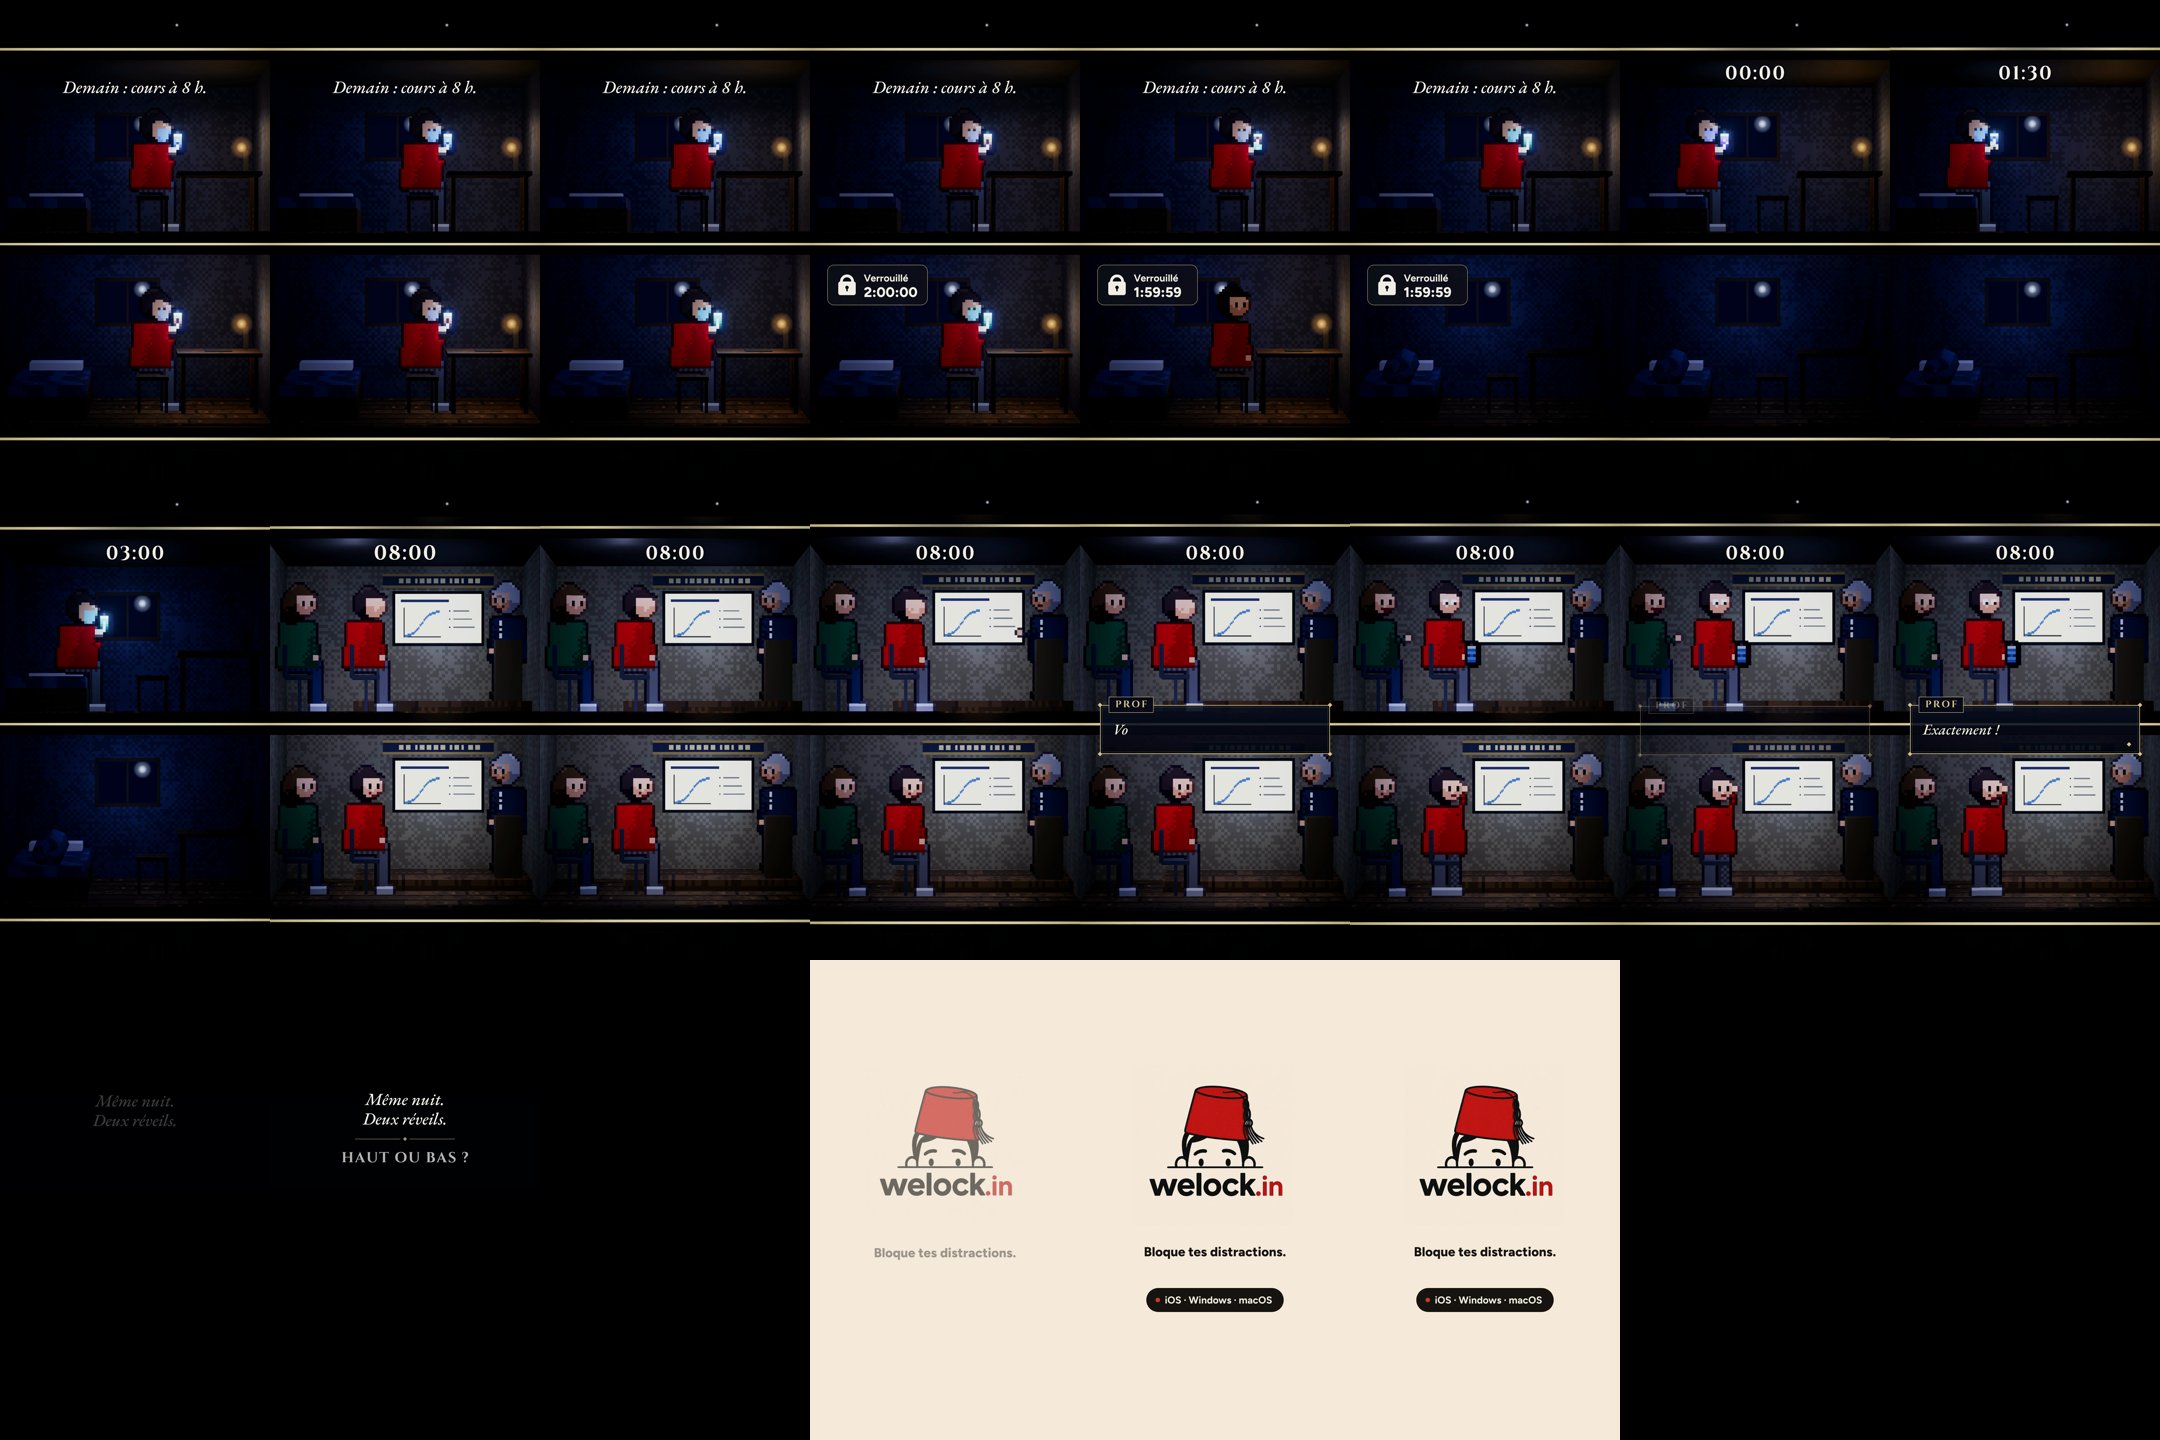 Demain : cours à 8 h.
Demain : cours à 8 h.
Demain : cours à 8 h.
Demain : cours à 8 h.
Demain : cours à 8 h.
Demain : cours à 8 h.
00:00
01:30
Verrouillé
2:00:00
Verrouillé
1:59:59
Verrouillé
1:59:59
03:00
08:00
08:00
08:00
08:00
08:00
08:00
08:00
PROF
Vo
PROF
PROF
Exactement !
Même nuit.
Deux réveils.
Même nuit.
Deux réveils.
HAUT OU BAS ?
welock.in
Bloque tes distractions.
welock.in
Bloque tes distractions.
iOS · Windows · macOS
welock.in
Bloque tes distractions.
iOS · Windows · macOS